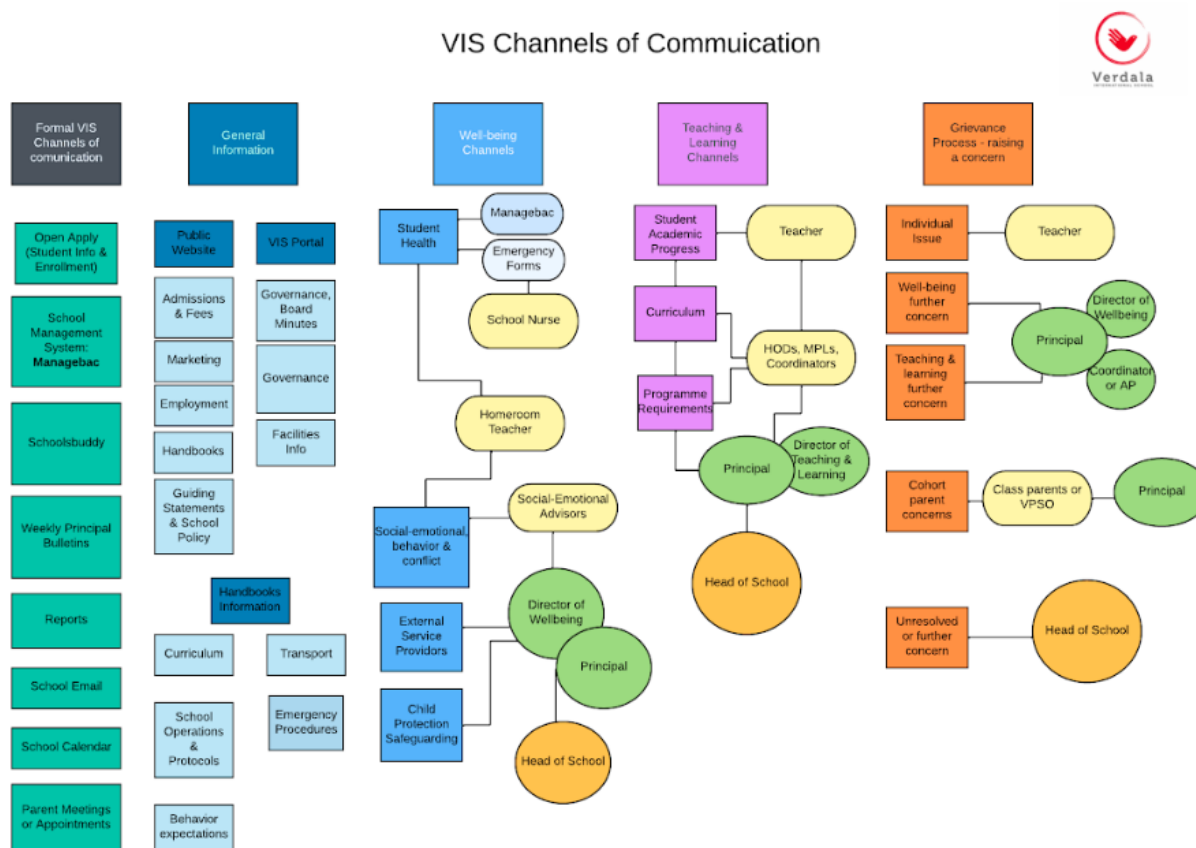 VIS Channels of Commuication
Verdala
INTERNATIONAL SCHOOL
Formal VIS
Channels of
comunication
Open Apply
(Student Info &
Enrollment)
School
Management
System:
Managebac
Schoolsbuddy
Weekly Principal
Bulletins
Reports
School Email
School Calendar
Parent Meetings
or Appointments
General
Information
Public
Website
VIS Portal
Admissions
& Fees
Governance,
Board
Minutes
Marketing
Governance
Employment
Handbooks
Facilities
Info
Guiding
Statements
& School
Policy
Handbooks
Information
Curriculum
Transport
School
Operations
&
Protocols
Emergency
Procedures
Behavior
expectations
Well-being
Channels
Student
Health
Managebac
Emergency
Forms
School Nurse
Homeroom
Teacher
Social-Emotional
Advisors
Social-emotional,
behavior &
conflict
Director of
Wellbeing
External
Service
Providors
Principal
Child
Protection
Safeguarding
Head of School
Teaching &
Learning
Channels
Student
Academic
Progress
Teacher
Curriculum
HODs, MPLs,
Coordinators
Programme
Requirements
Principal
Director of
Teaching &
Learning
Head of School
Grievance
Process - raising
a concern
Individual
Issue
Teacher
Well-being
further
concern
Director of
Wellbeing
Principal
Teaching &
learning
further
concern
Coordinator
or AP
Cohort
parent
concerns
Class parents or
VPSO
Principal
Unresolved
or further
concern
Head of School